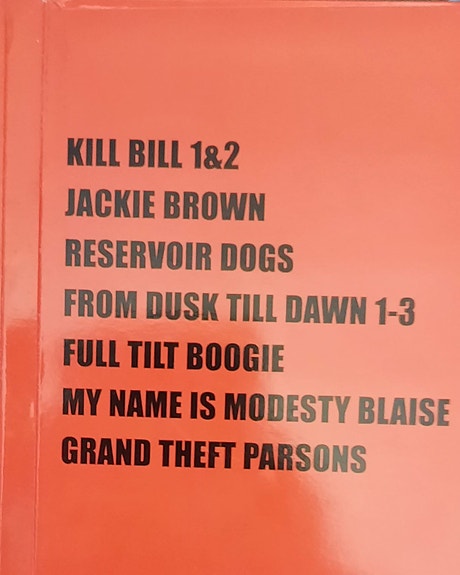 KILL BILL 1&2
JACKIE BROWN
RESERVOIR DOGS
FROM DUSK TILL DAWN 1-3
FULL TILT BOOGIE
MY NAME IS MODESTY BLAISE
GRAND THEFT PARSONS